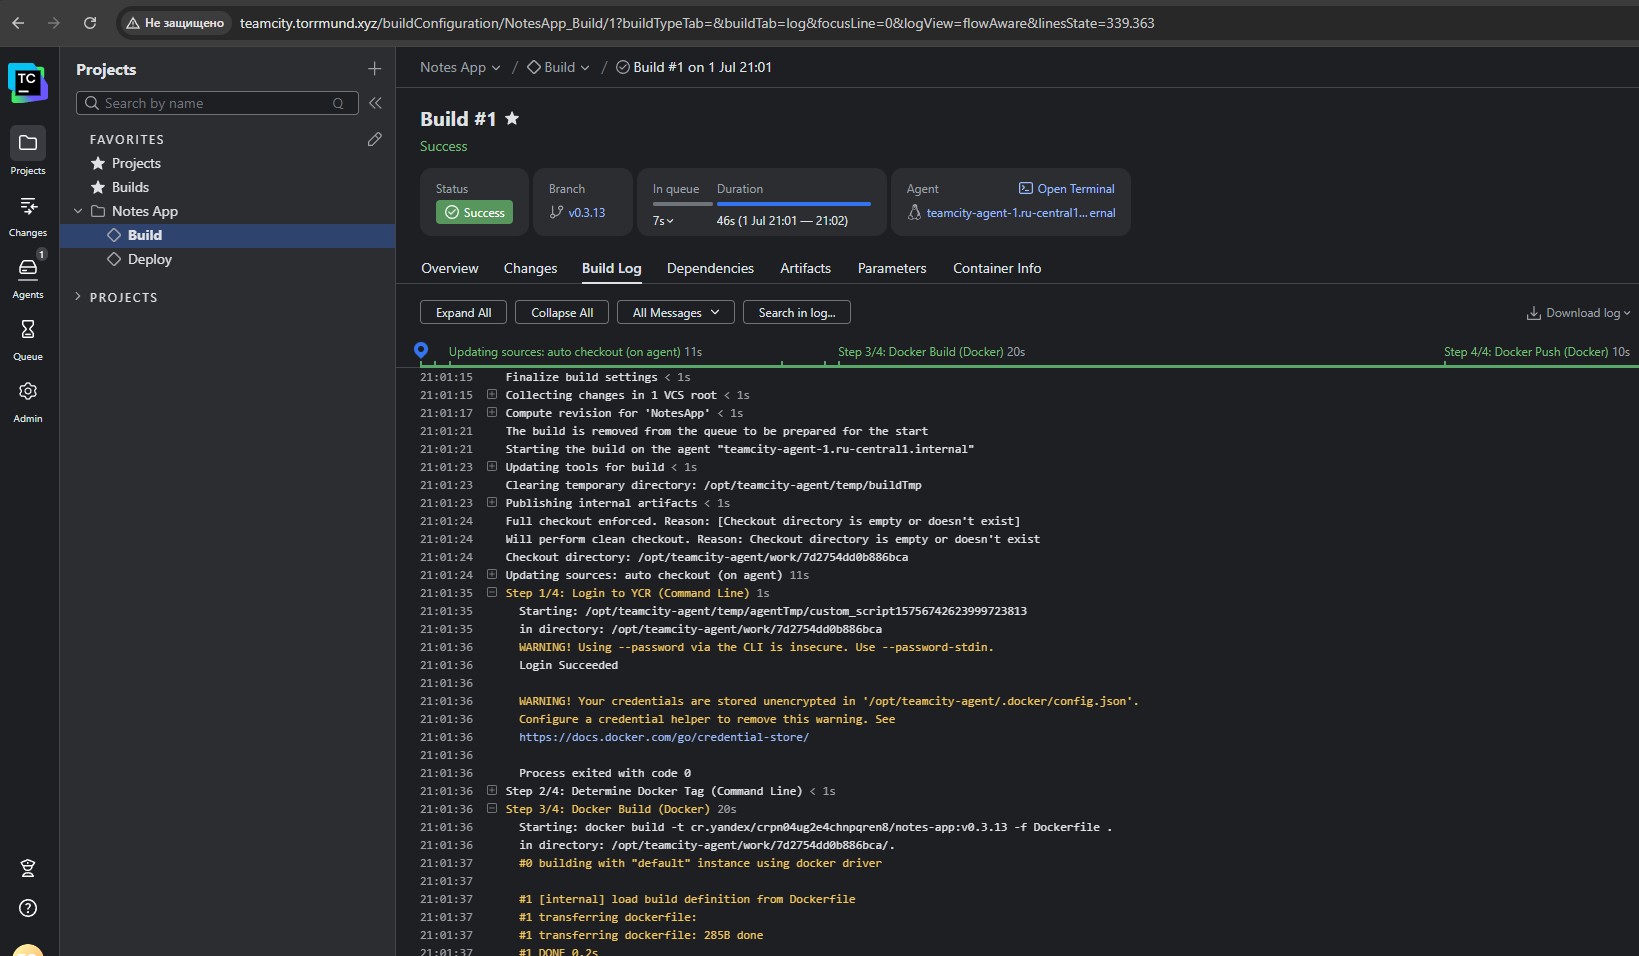 Не защищено teamcity.torrmund.xyz/buildConfiguration/NotesApp_Build/1?buildTypeTab=&buildTab=log&focusLine=0&logView=flowAware&linesState=339.363
TC
Projects
Changes
1
Agents
Queue
Admin
Projects
Search by name Q
FAVORITES
Projects
Builds
Notes App
Build
Deploy
PROJECTS
Notes App / Build / Build #1 on 1 Jul 21:01
Build #1
Success
Status
Success
Branch
v0.3.13
In queue Duration
7s 46s (1 Jul 21:01 — 21:02)
Agent Open Terminal
teamcity-agent-1.ru-central1... ernal
Overview Changes Build Log Dependencies Artifacts Parameters Container Info
Expand All Collapse All All Messages Search in log... Download log
Updating sources: auto checkout (on agent) 11s Step 3/4: Docker Build (Docker) 20s Step 4/4: Docker Push (Docker) 10s
21:01:15 Finalize build settings < 1s
21:01:15 Collecting changes in 1 VCS root < 1s
21:01:17 Compute revision for 'NotesApp' < 1s
21:01:21 The build is removed from the queue to be prepared for the start
21:01:21 Starting the build on the agent "teamcity-agent-1.ru-central1.internal"
21:01:23 Updating tools for build < 1s
21:01:23 Clearing temporary directory: /opt/teamcity-agent/temp/buildTmp
21:01:23 Publishing internal artifacts < 1s
21:01:24 Full checkout enforced. Reason: [Checkout directory is empty or doesn't exist]
21:01:24 Will perform clean checkout. Reason: Checkout directory is empty or doesn't exist
21:01:24 Checkout directory: /opt/teamcity-agent/work/7d2754dd0b886bca
21:01:24 Updating sources: auto checkout (on agent) 11s
21:01:35 Step 1/4: Login to YCR (Command Line) 1s
21:01:35 Starting: /opt/teamcity-agent/temp/agentTmp/custom_script15756742623999723813
21:01:35 in directory: /opt/teamcity-agent/work/7d2754dd0b886bca
21:01:36 WARNING! Using --password via the CLI is insecure. Use --password-stdin.
21:01:36 Login Succeeded
21:01:36
21:01:36 WARNING! Your credentials are stored unencrypted in '/opt/teamcity-agent/.docker/config.json'.
21:01:36 Configure a credential helper to remove this warning. See
21:01:36 https://docs.docker.com/go/credential-store/
21:01:36
21:01:36 Process exited with code 0
21:01:36 Step 2/4: Determine Docker Tag (Command Line) < 1s
21:01:36 Step 3/4: Docker Build (Docker) 20s
21:01:36 Starting: docker build -t cr.yandex/crpn04ug2e4chnpqren8/notes-app:v0.3.13 -f Dockerfile .
21:01:36 in directory: /opt/teamcity-agent/work/7d2754dd0b886bca/.
21:01:37 #0 building with "default" instance using docker driver
21:01:37
21:01:37 #1 [internal] load build definition from Dockerfile
21:01:37 #1 transferring dockerfile:
21:01:37 #1 transferring dockerfile: 285B done
21:01:37 #1 DONE 0.2s